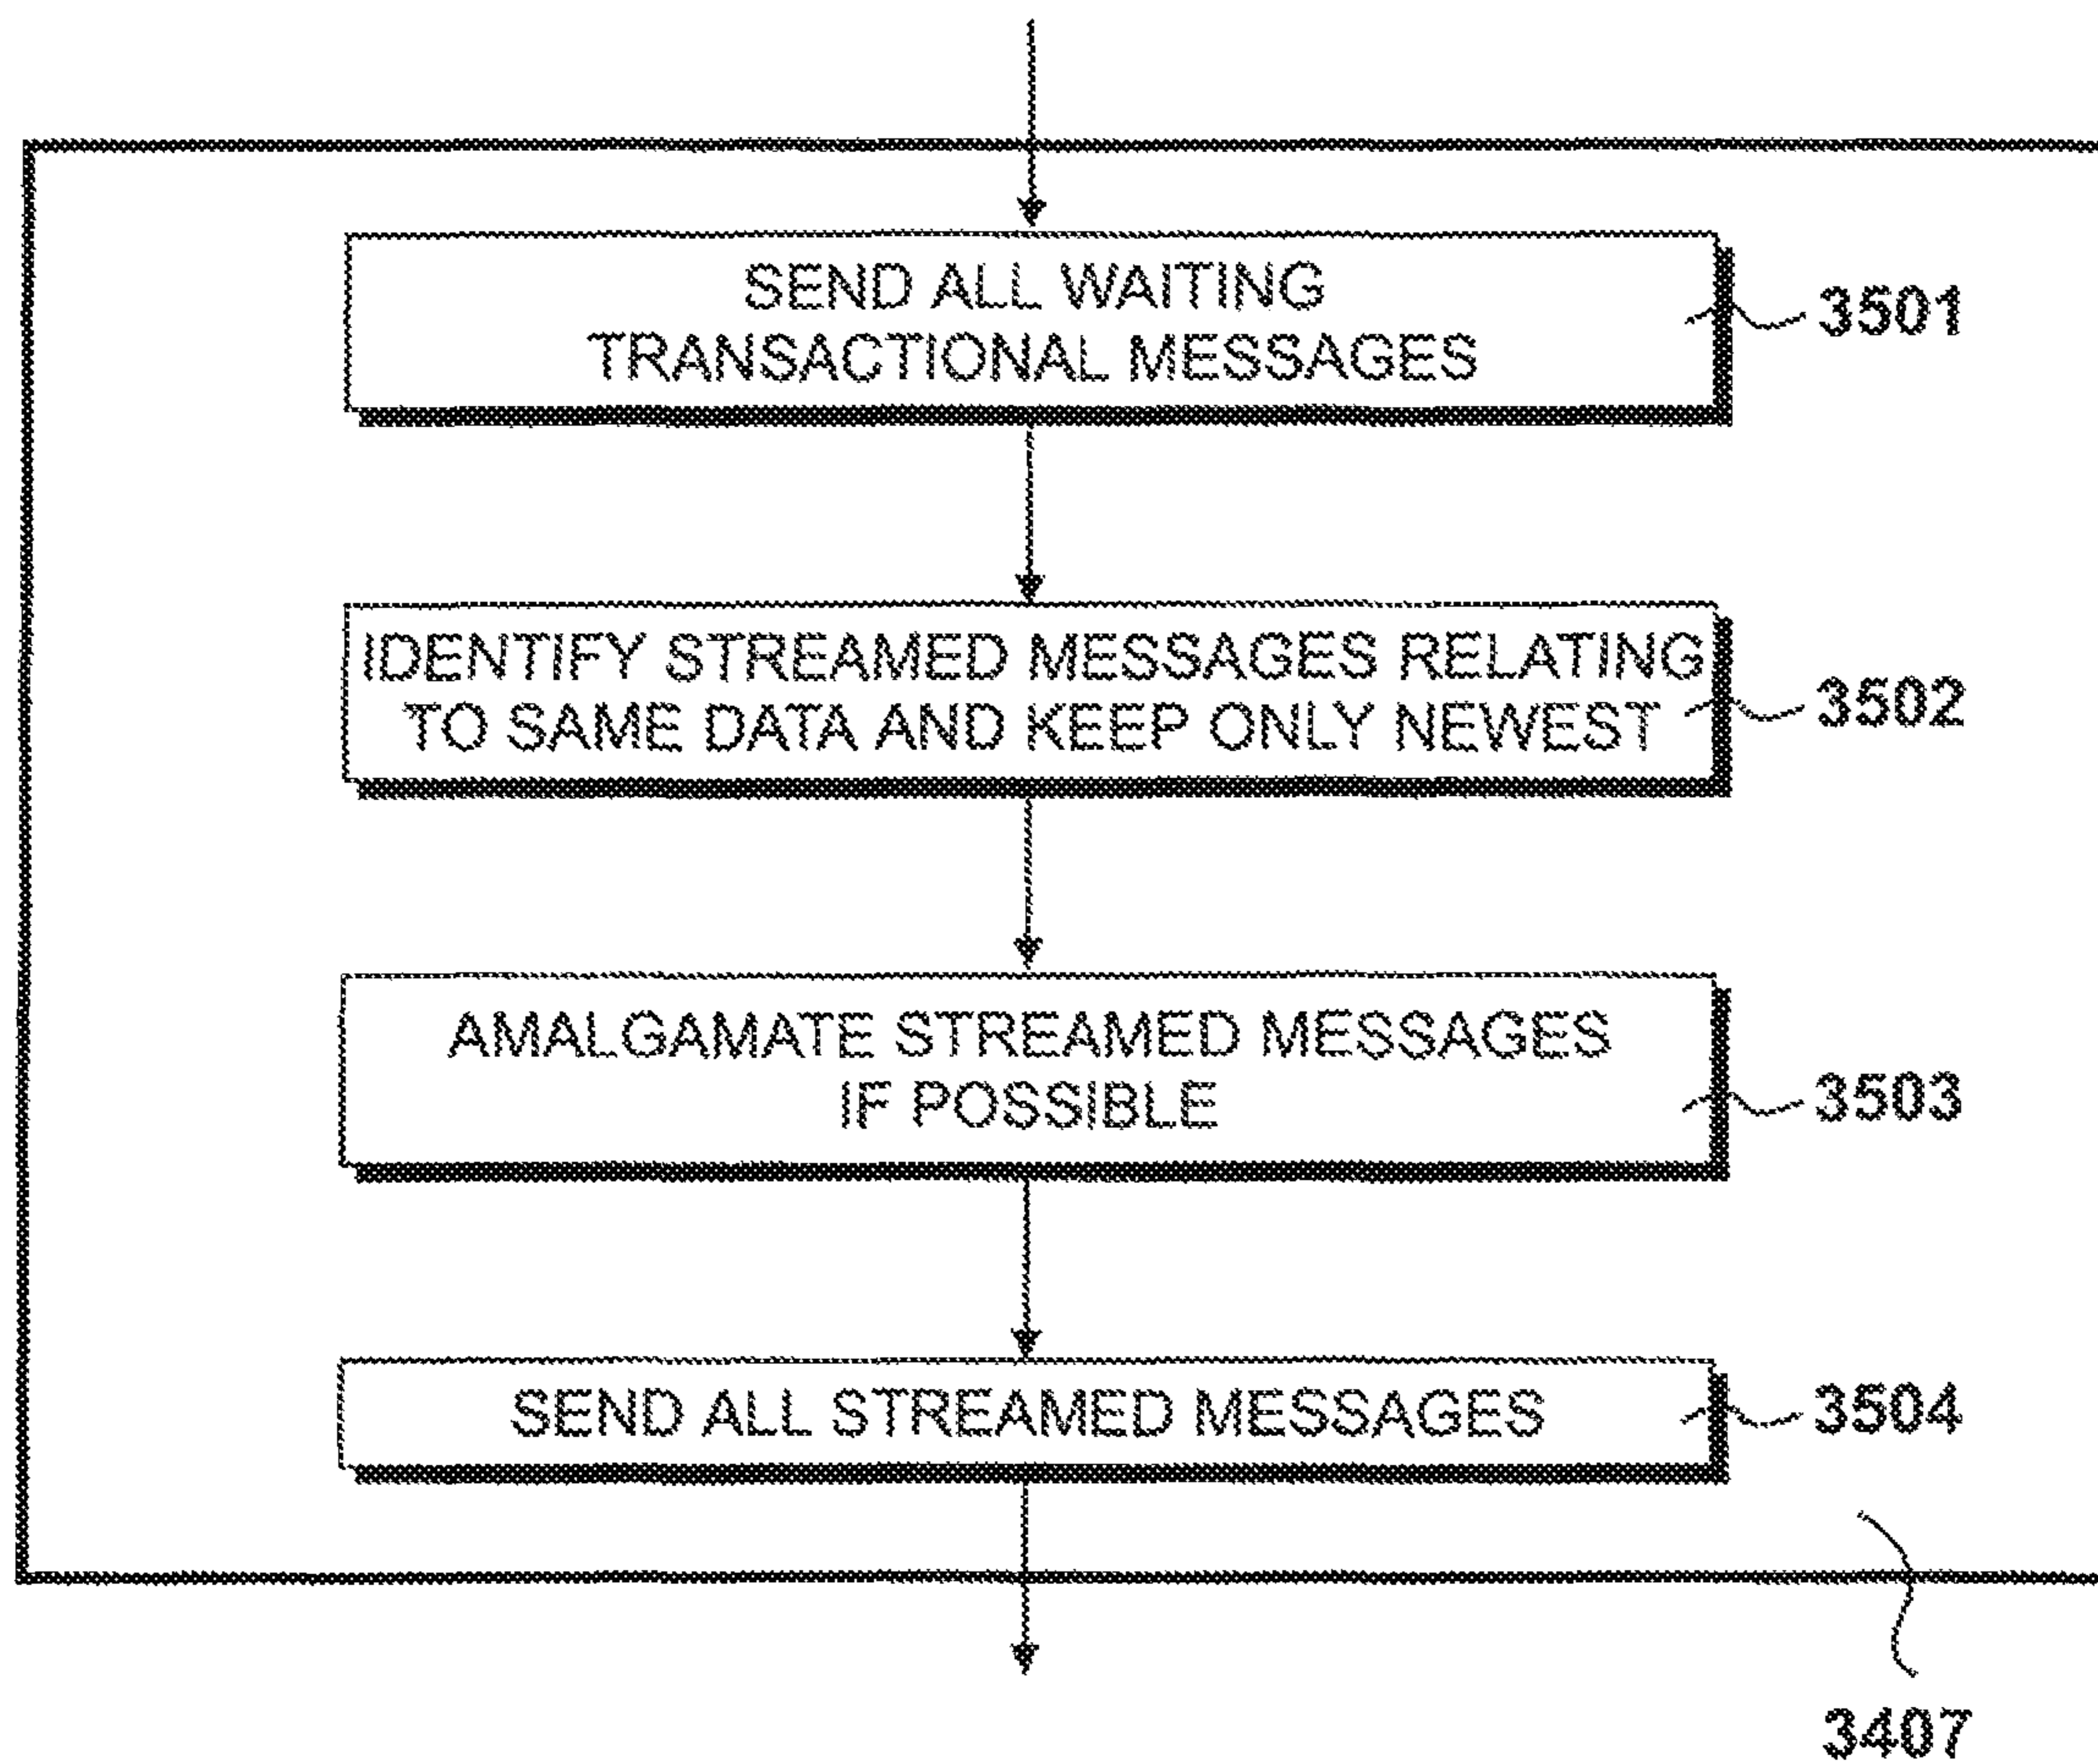 SEND ALL WAITING
TRANSACTIONAL MESSAGES
3501
IDENTIFY STREAMED MESSAGES RELATING
TO SAME DATA AND KEEP ONLY NEWEST
3502
AMALGAMATE STREAMED MESSAGES
IF POSSIBLE
3503
SEND ALL STREAMED MESSAGES
3504
3407